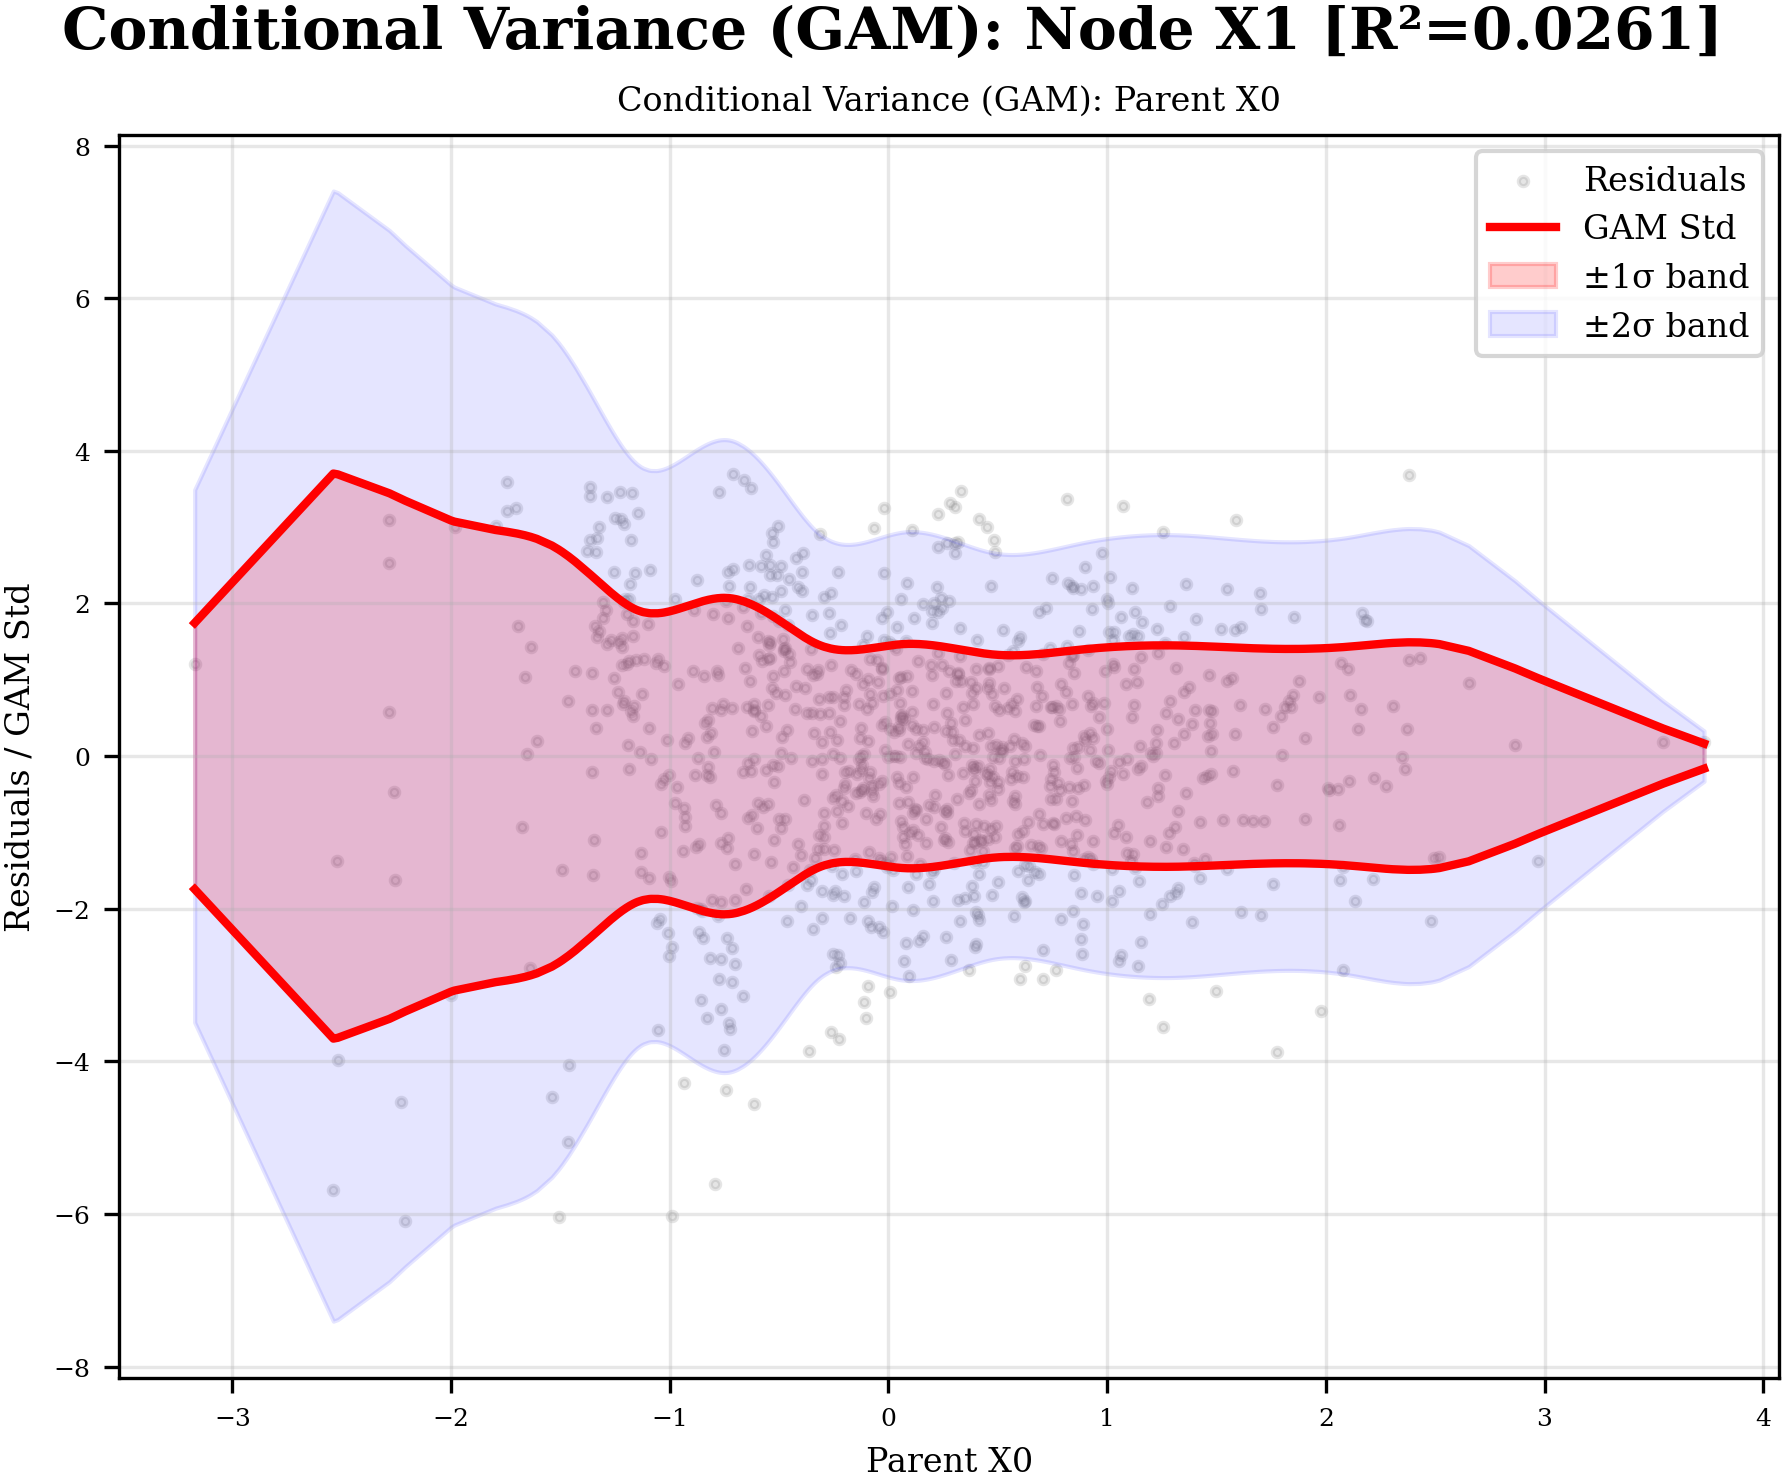 Conditional Variance (GAM): Node X1 [R²=0.0261]
Conditional Variance (GAM): Parent X0
Residuals
GAM Std
±1σ band
±2σ band
8
6
4
2
0
−2
−4
−6
−8
Residuals / GAM Std
−3
−2
−1
0
1
2
3
4
Parent X0